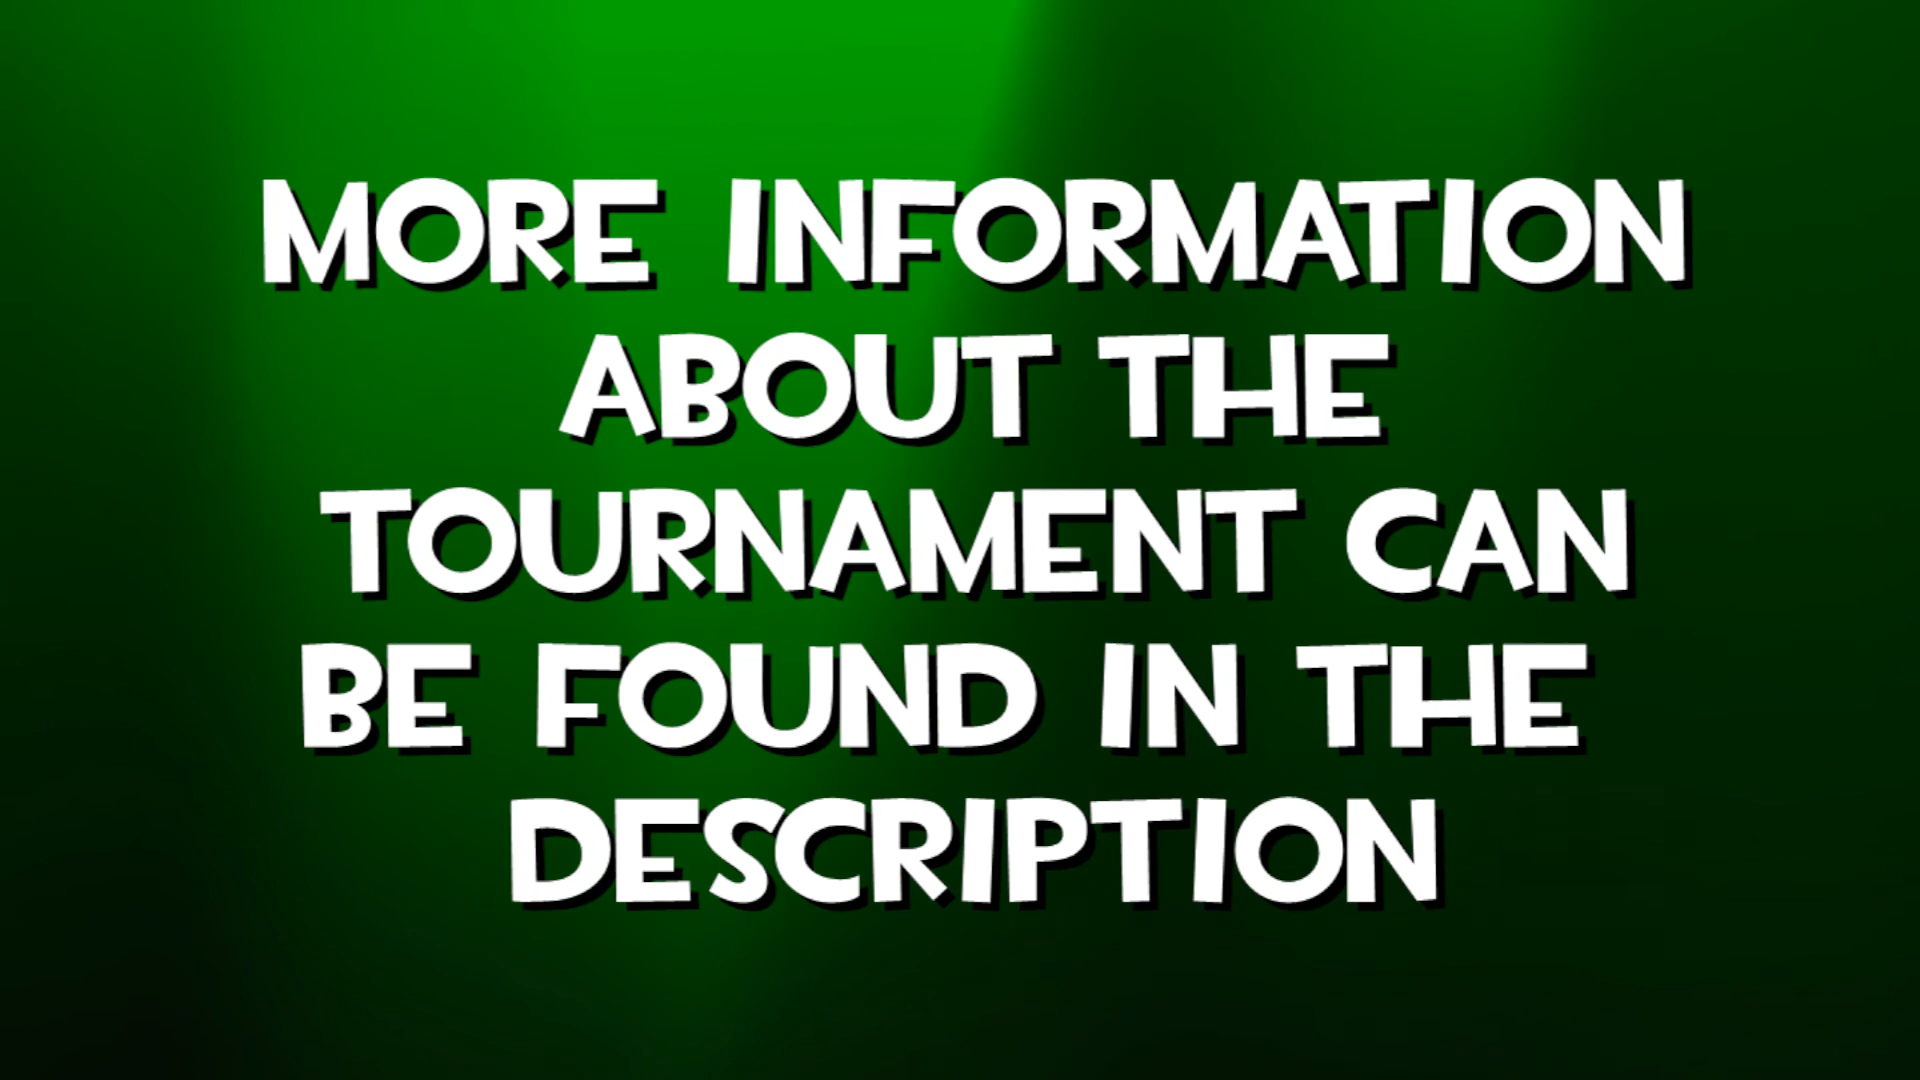 MORE INFORMATION
ABOUT THE
TOURNAMENT CAN
BE FOUND IN THE
DESCRIPTION